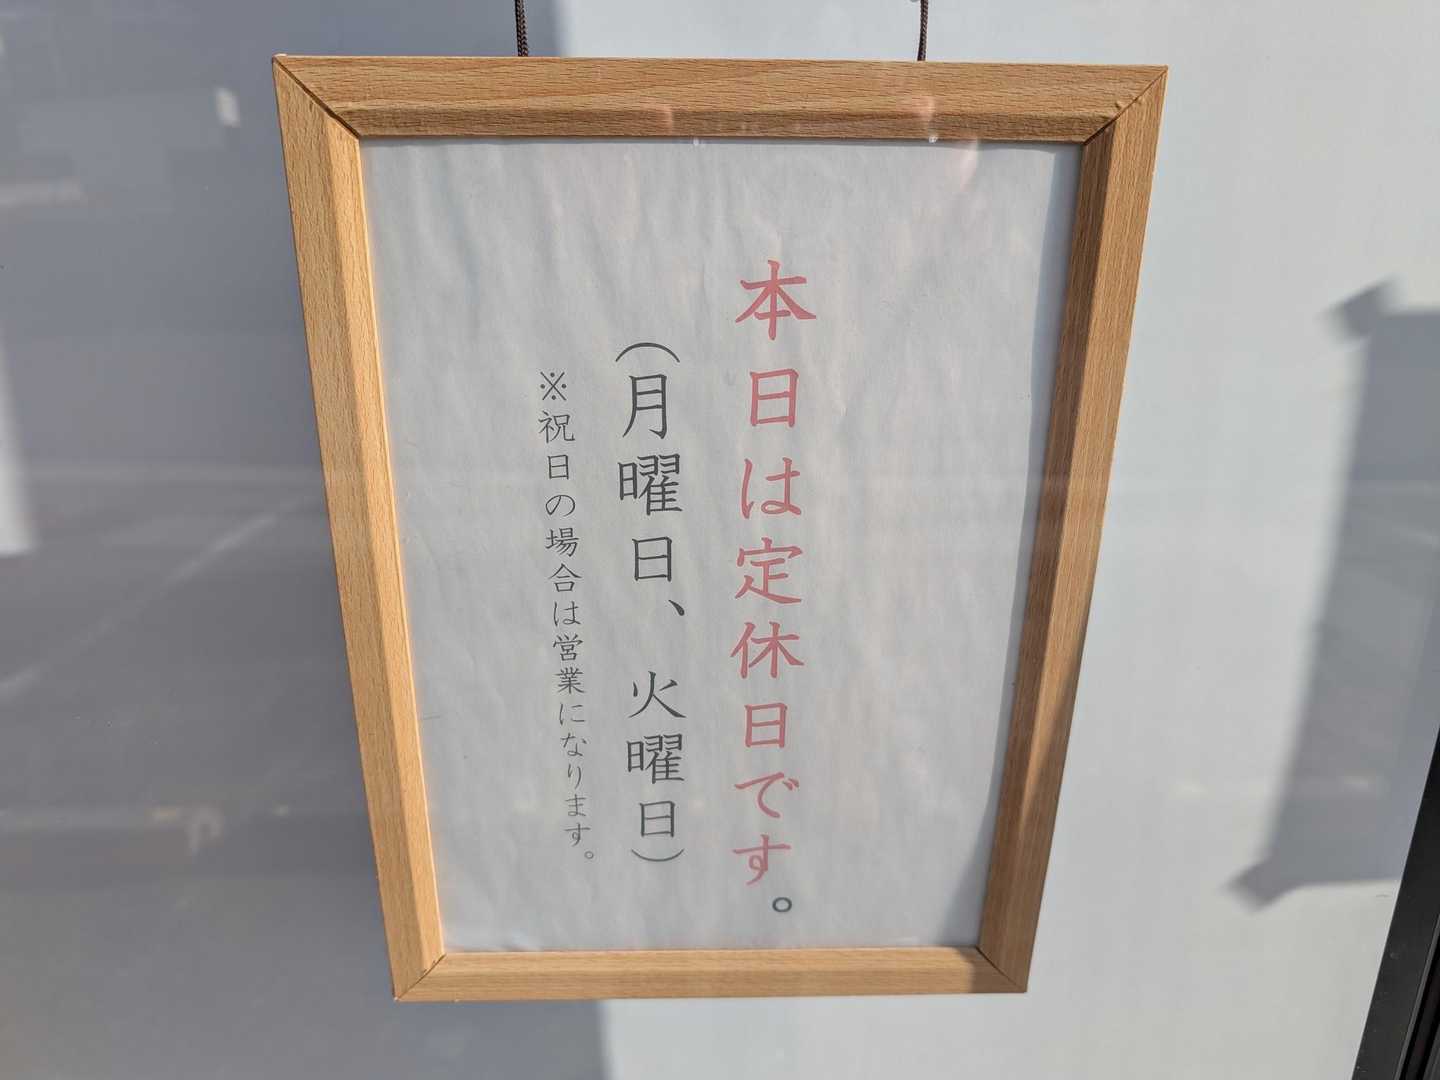 本日は定休日です。
（月曜日、火曜日）
※祝日の場合は営業になります。